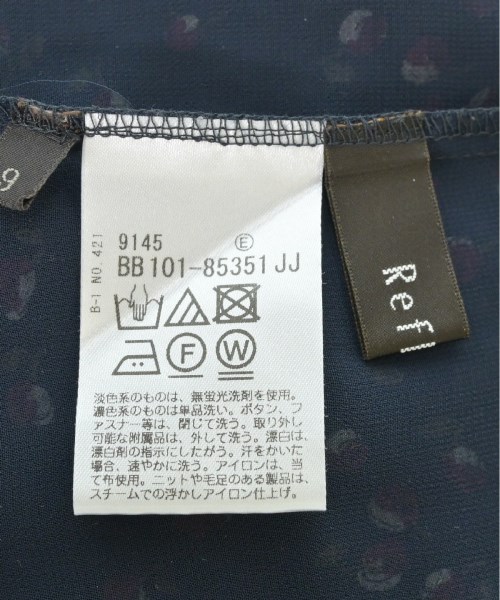 9
B-1 NO.421
9145 Ⓔ
BB101-85351JJ
F W
淡色系のものは、無蛍光洗剤を使用。
濃色系のものは単品洗い。ボタン、フ
ァスナー等は、閉じて洗う。取り外し
可能な附属品は、外して洗う。漂白は、
漂白剤の指示にしたがう。汗をかいた
場合、速やかに洗う。アイロンは、当
て布使用。ニットや毛足のある製品は、
スチームでの浮かしアイロン仕上げ。
Ref